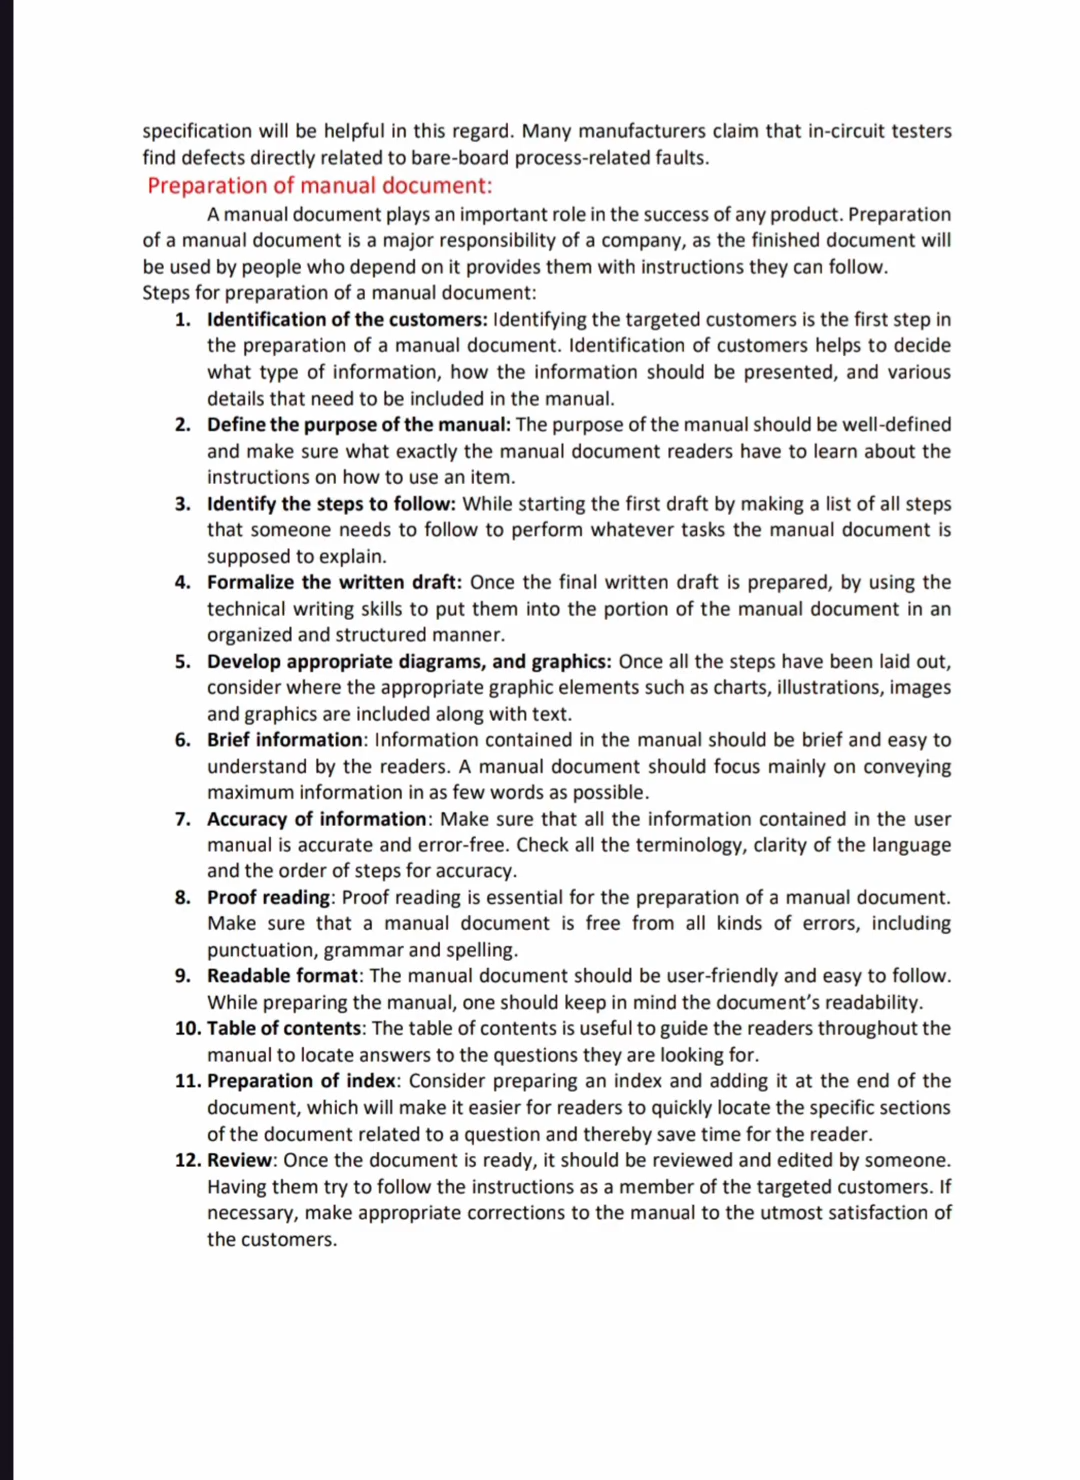 specification will be helpful in this regard. Many manufacturers claim that in-circuit testers
find defects directly related to bare-board process-related faults.
Preparation of manual document:
A manual document plays an important role in the success of any product. Preparation
of a manual document is a major responsibility of a company, as the finished document will
be used by people who depend on it provides them with instructions they can follow.
Steps for preparation of a manual document:
1. Identification of the customers: Identifying the targeted customers is the first step in
the preparation of a manual document. Identification of customers helps to decide
what type of information, how the information should be presented, and various
details that need to be included in the manual.
2. Define the purpose of the manual: The purpose of the manual should be well-defined
and make sure what exactly the manual document readers have to learn about the
instructions on how to use an item.
3. Identify the steps to follow: While starting the first draft by making a list of all steps
that someone needs to follow to perform whatever tasks the manual document is
supposed to explain.
4. Formalize the written draft: Once the final written draft is prepared, by using the
technical writing skills to put them into the portion of the manual document in an
organized and structured manner.
5. Develop appropriate diagrams, and graphics: Once all the steps have been laid out,
consider where the appropriate graphic elements such as charts, illustrations, images
and graphics are included along with text.
6. Brief information: Information contained in the manual should be brief and easy to
understand by the readers. A manual document should focus mainly on conveying
maximum information in as few words as possible.
7. Accuracy of information: Make sure that all the information contained in the user
manual is accurate and error-free. Check all the terminology, clarity of the language
and the order of steps for accuracy.
8. Proof reading: Proof reading is essential for the preparation of a manual document.
Make sure that a manual document is free from all kinds of errors, including
punctuation, grammar and spelling.
9. Readable format: The manual document should be user-friendly and easy to follow.
While preparing the manual, one should keep in mind the document's readability.
10. Table of contents: The table of contents is useful to guide the readers throughout the
manual to locate answers to the questions they are looking for.
11. Preparation of index: Consider preparing an index and adding it at the end of the
document, which will make it easier for readers to quickly locate the specific sections
of the document related to a question and thereby save time for the reader.
12. Review: Once the document is ready, it should be reviewed and edited by someone.
Having them try to follow the instructions as a member of the targeted customers. If
necessary, make appropriate corrections to the manual to the utmost satisfaction of
the customers.